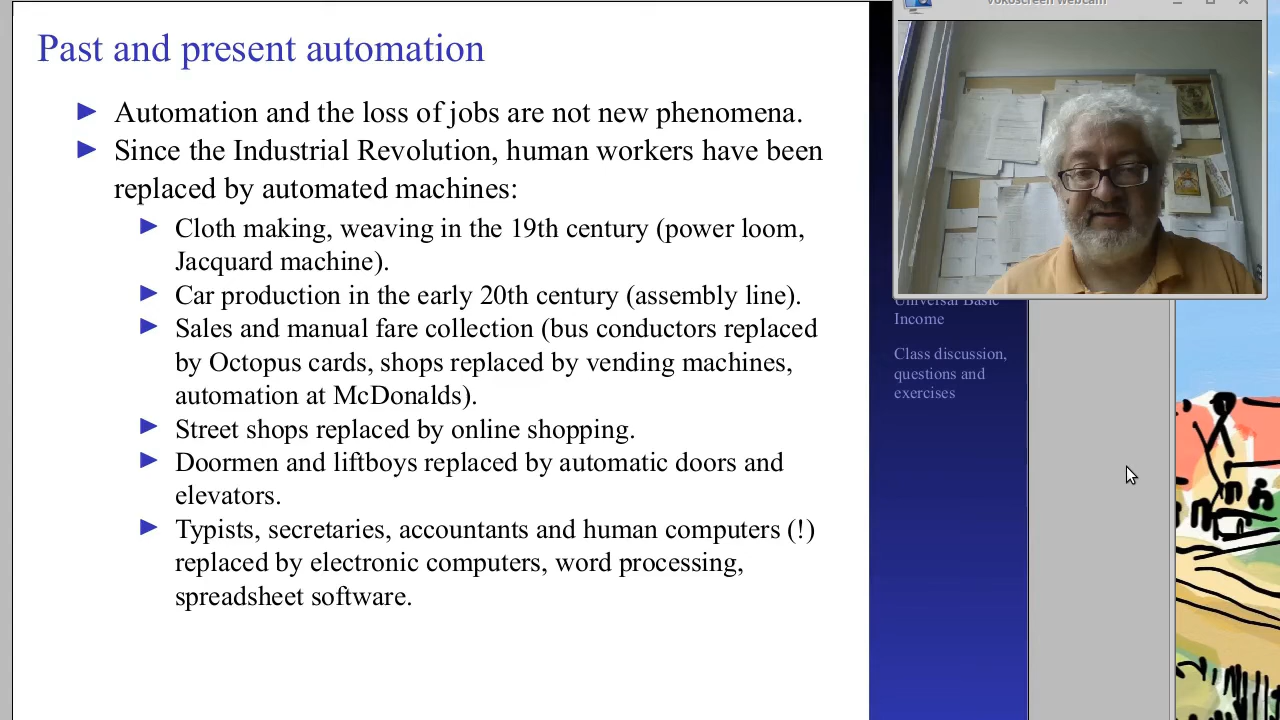 Past and present automation
Automation and the loss of jobs are not new phenomena.
Since the Industrial Revolution, human workers have been
replaced by automated machines:
Cloth making, weaving in the 19th century (power loom,
Jacquard machine).
Car production in the early 20th century (assembly line).
Sales and manual fare collection (bus conductors replaced
by Octopus cards, shops replaced by vending machines,
automation at McDonalds).
Street shops replaced by online shopping.
Doormen and liftboys replaced by automatic doors and
elevators.
Typists, secretaries, accountants and human computers (!)
replaced by electronic computers, word processing,
spreadsheet software.
vokoscreen webcam
Universal Basic
Income
Class discussion,
questions and
exercises